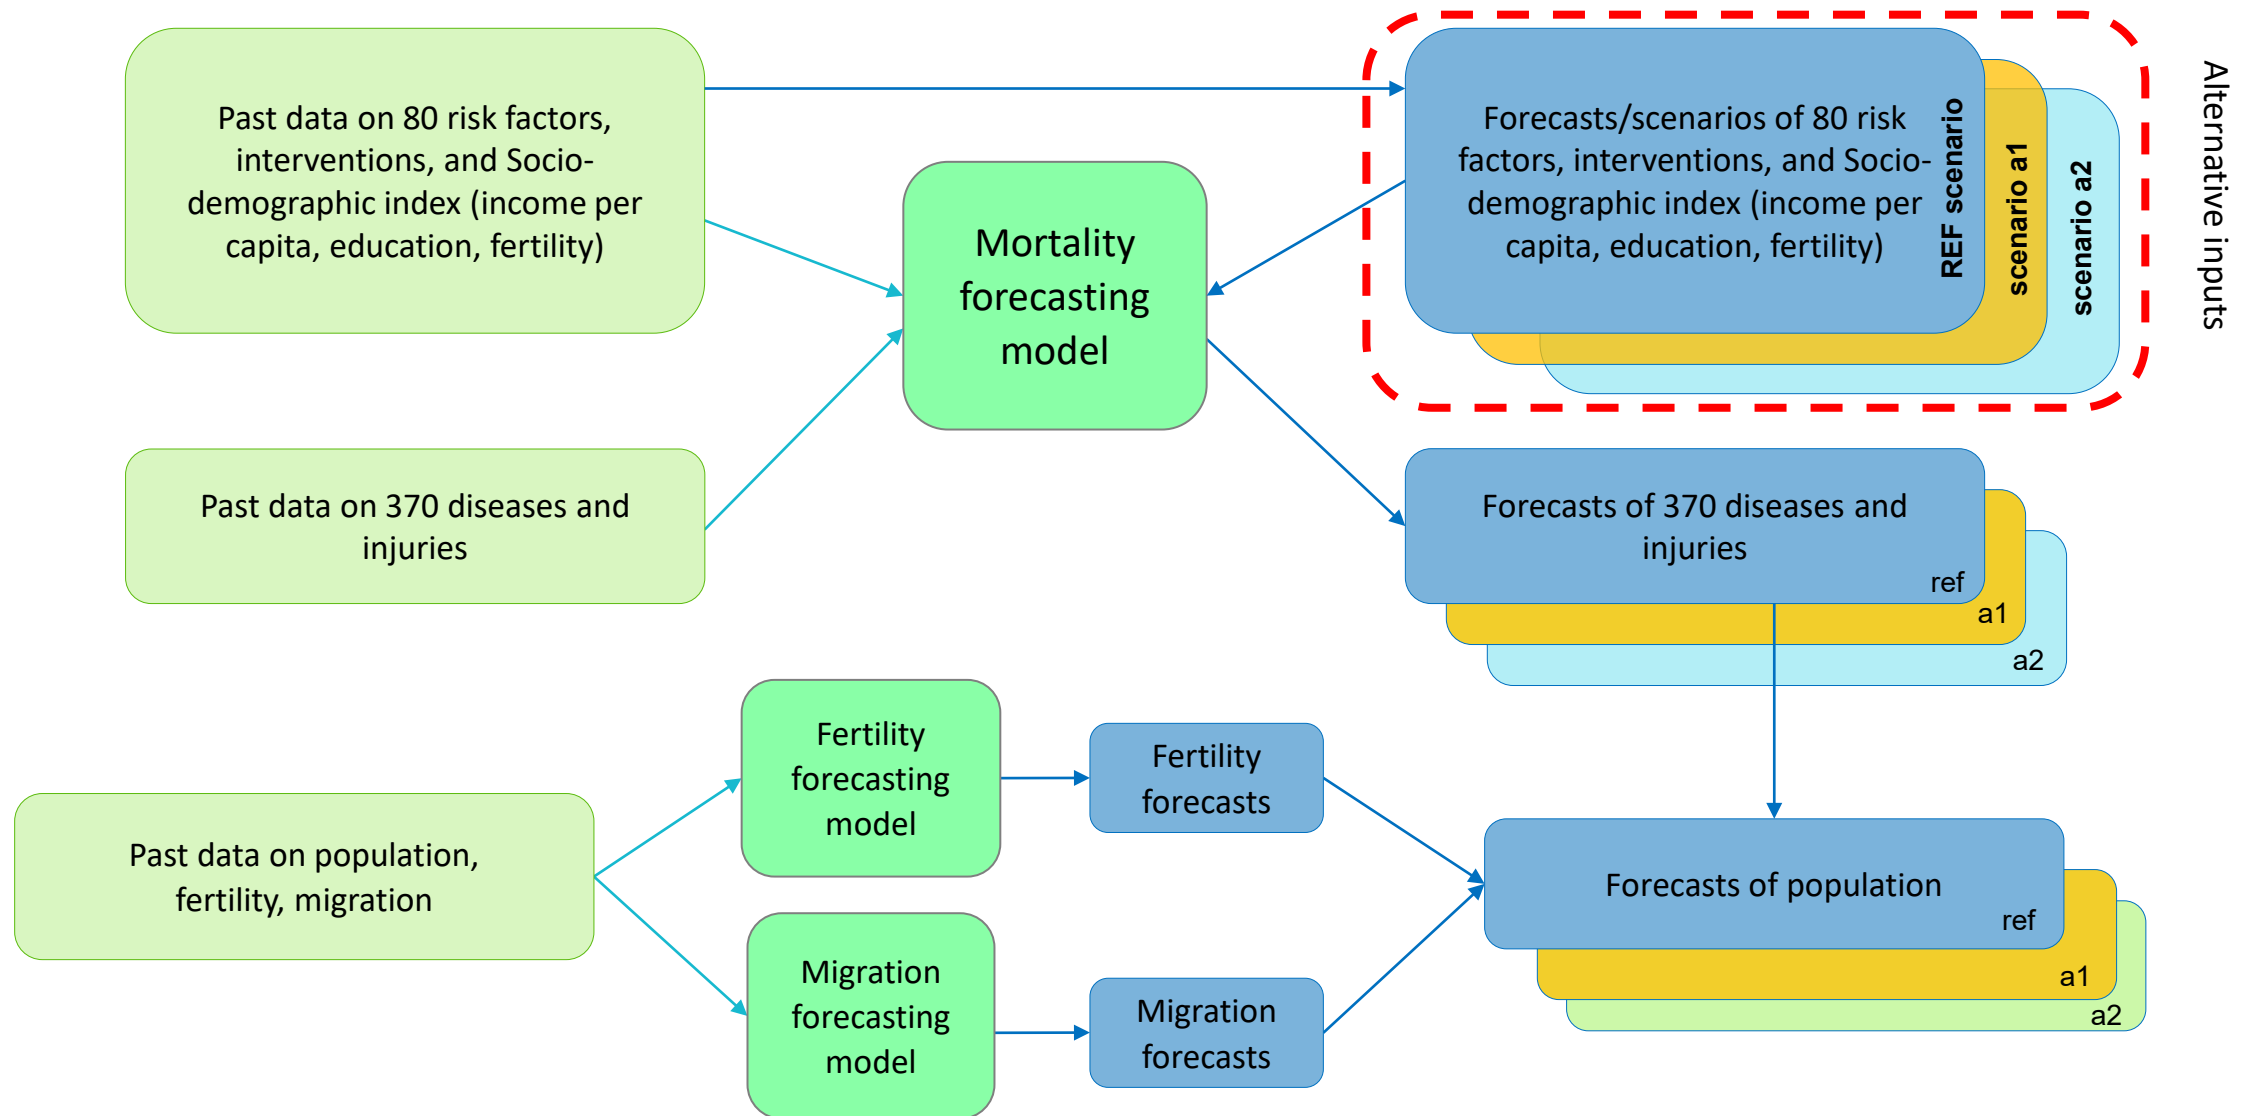 Past data on 80 risk factors,
interventions, and Socio-
demographic index (income per
capita, education, fertility)
Mortality
forecasting
model
Forecasts/scenarios of 80 risk
factors, interventions, and Socio-
demographic index (income per
capita, education, fertility)
REF scenario
scenario a1
scenario a2
Alternative inputs
Past data on 370 diseases and
injuries
Forecasts of 370 diseases and
injuries
ref
a1
a2
Fertility
forecasting
model
Fertility
forecasts
Past data on population,
fertility, migration
Migration
forecasting
model
Migration
forecasts
Forecasts of population
ref
a1
a2